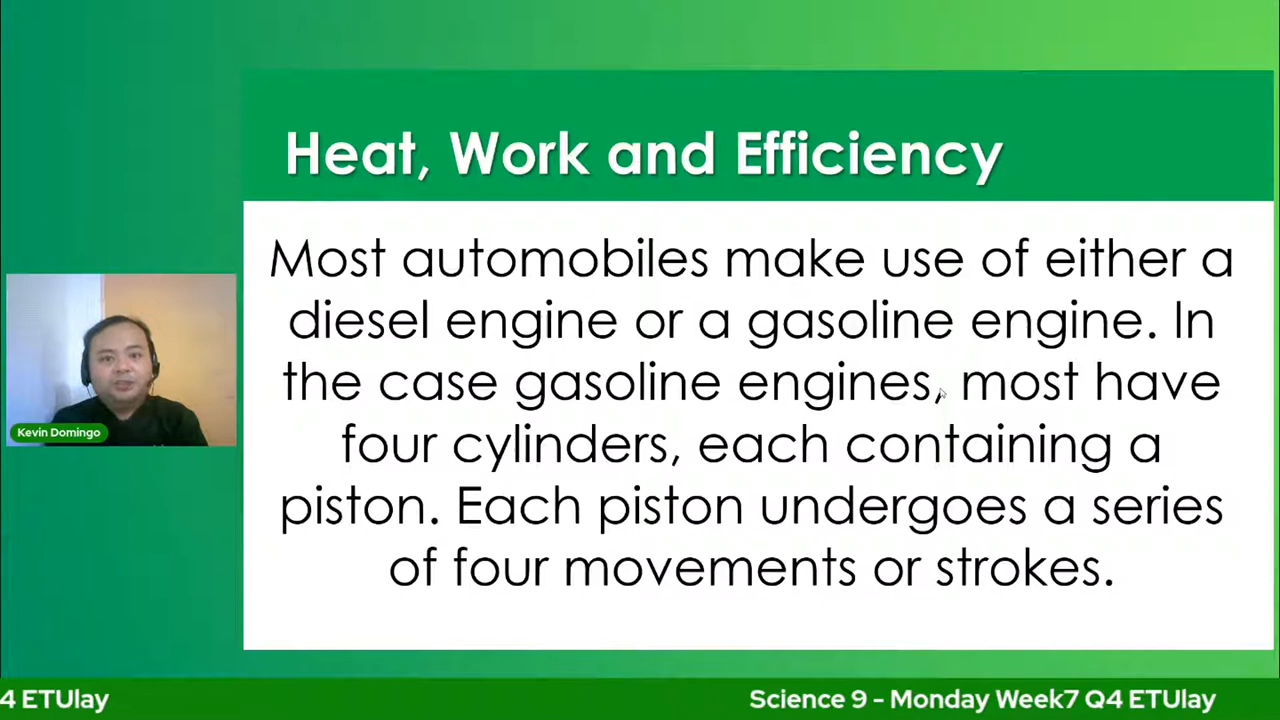 Heat, Work and Efficiency
Most automobiles make use of either a
diesel engine or a gasoline engine. In
the case gasoline engines, most have
four cylinders, each containing a
piston. Each piston undergoes a series
of four movements or strokes.
Kevin Domingo
4 ETUlay
Science 9 - Monday Week7 Q4 ETUlay